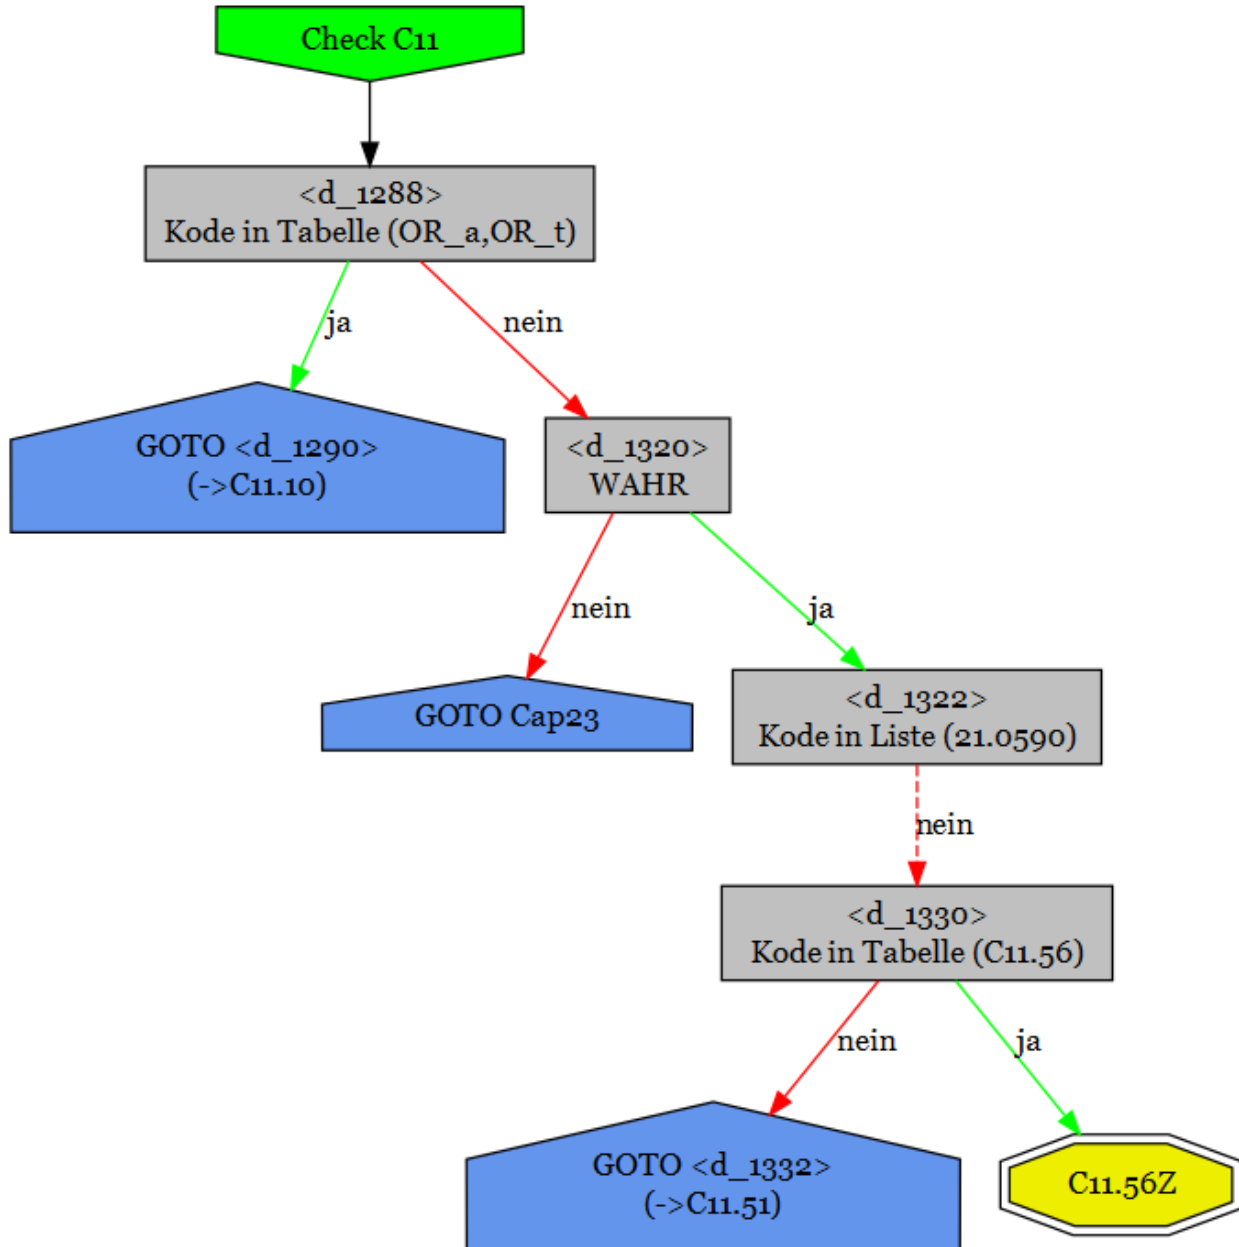 Check C11
<d_1288>
Kode in Tabelle (OR_a,OR_t)
ja
nein
GOTO <d_1290>
(->C11.10)
<d_1320>
WAHR
nein
ja
GOTO Cap23
<d_1322>
Kode in Liste (21.0590)
nein
<d_1330>
Kode in Tabelle (C11.56)
nein
ja
GOTO <d_1332>
(->C11.51)
C11.56Z